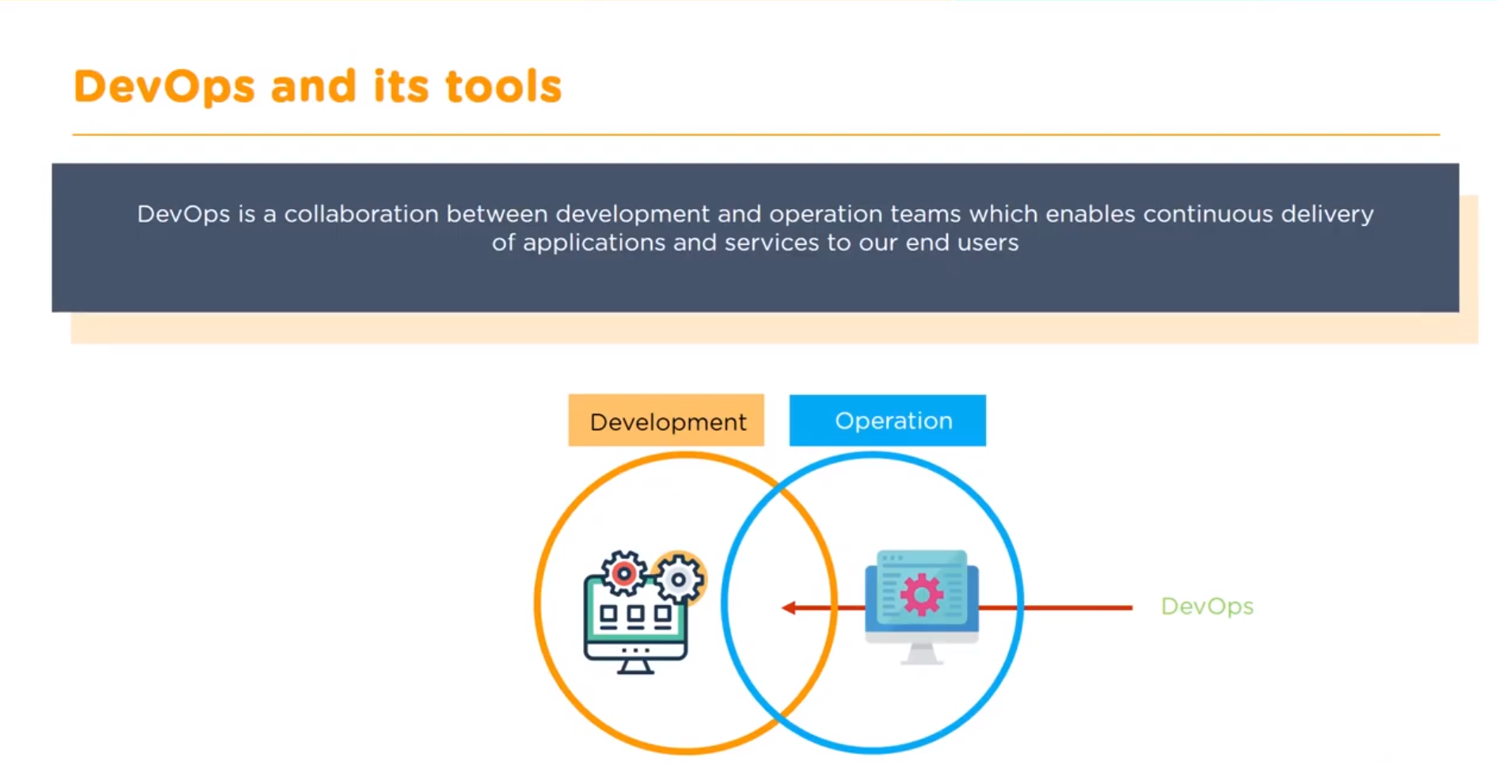 DevOps and its tools
DevOps is a collaboration between development and operation teams which enables continuous delivery
of applications and services to our end users
Development
Operation
DevOps